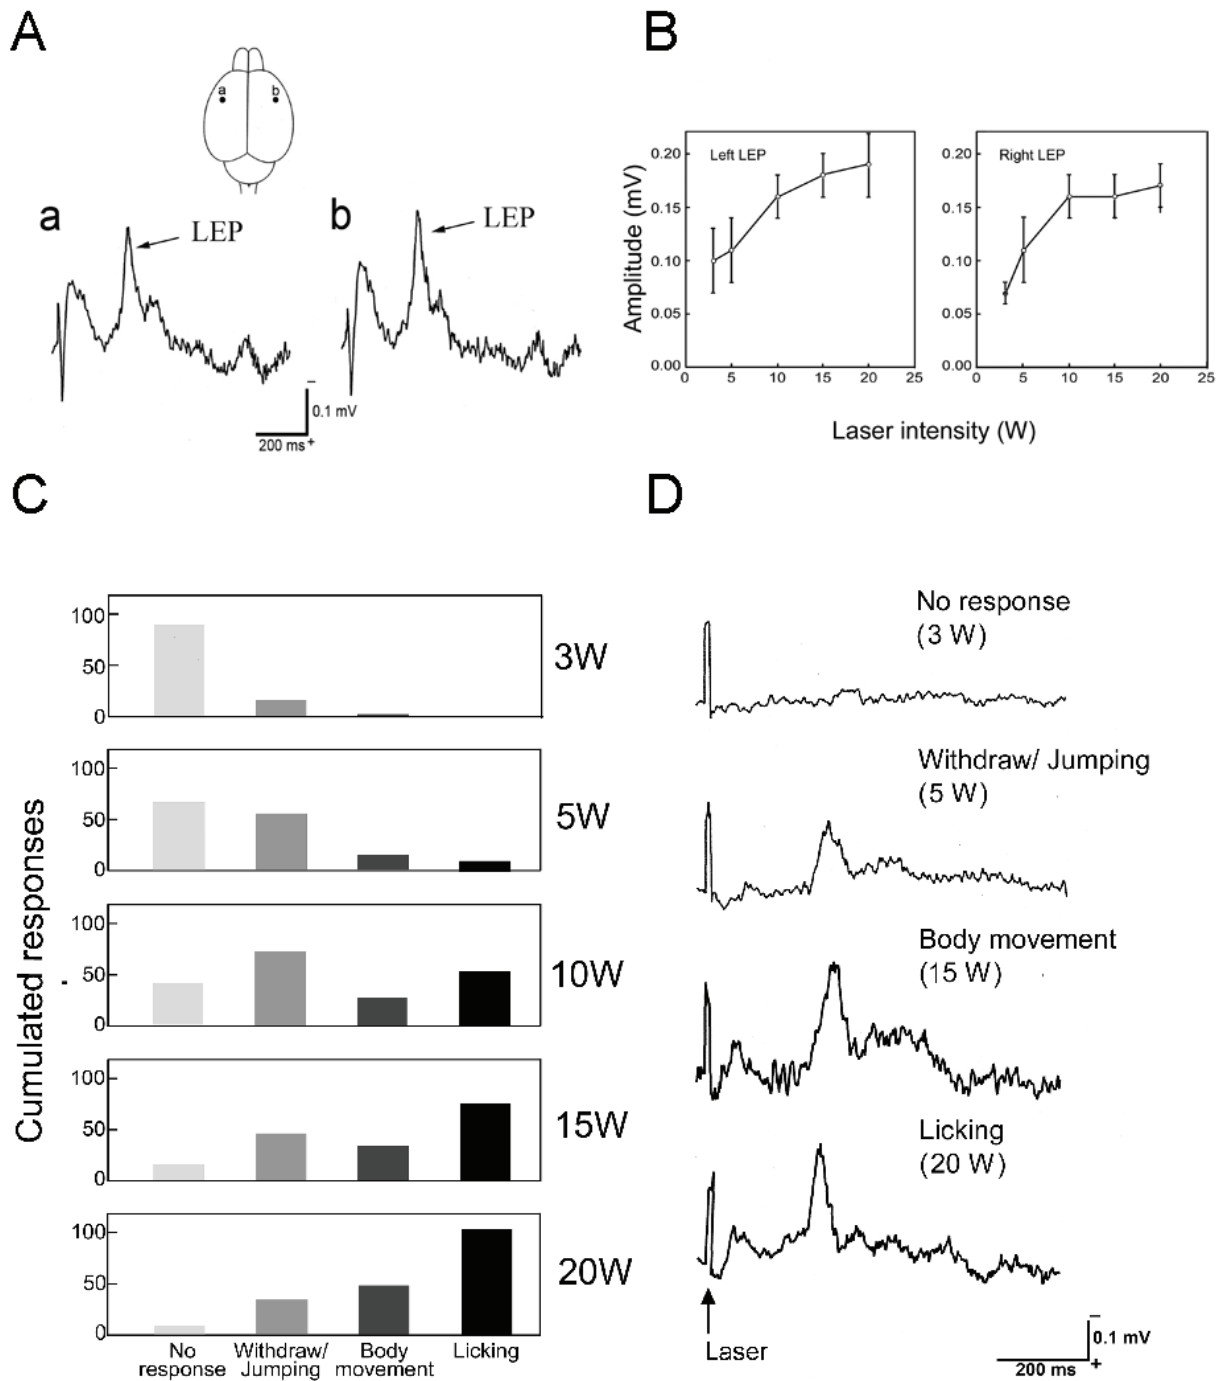 A
a
b
a
LEP
b
LEP
−
0.1 mV
200 ms
+
B
Amplitude (mV)
Left LEP
0.20
0.15
0.10
0.05
0.00
0 5 10 15 20 25
Right LEP
0.20
0.15
0.10
0.05
0.00
0 5 10 15 20 25
Laser intensity (W)
C
Cumulated responses
100
50
0
3W
100
50
0
5W
100
50
0
10W
100
50
0
15W
100
50
0
20W
No
response
Withdraw/
Jumping
Body
movement
Licking
D
No response
(3 W)
Withdraw/ Jumping
(5 W)
Body movement
(15 W)
Licking
(20 W)
Laser
−
0.1 mV
+
200 ms